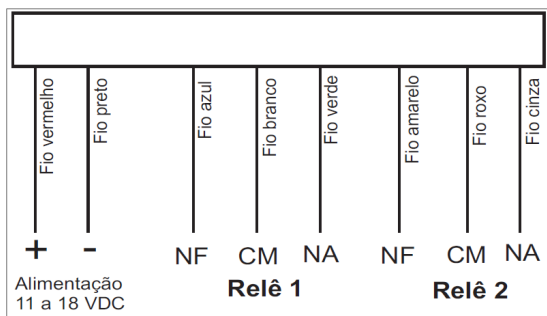 Fio vermelho
Fio preto
Fio azul
Fio branco
Fio verde
Fio amarelo
Fio roxo
Fio cinza
+ - NF CM NA NF CM NA
Alimentação
11 a 18 VDC
Relê 1
Relê 2